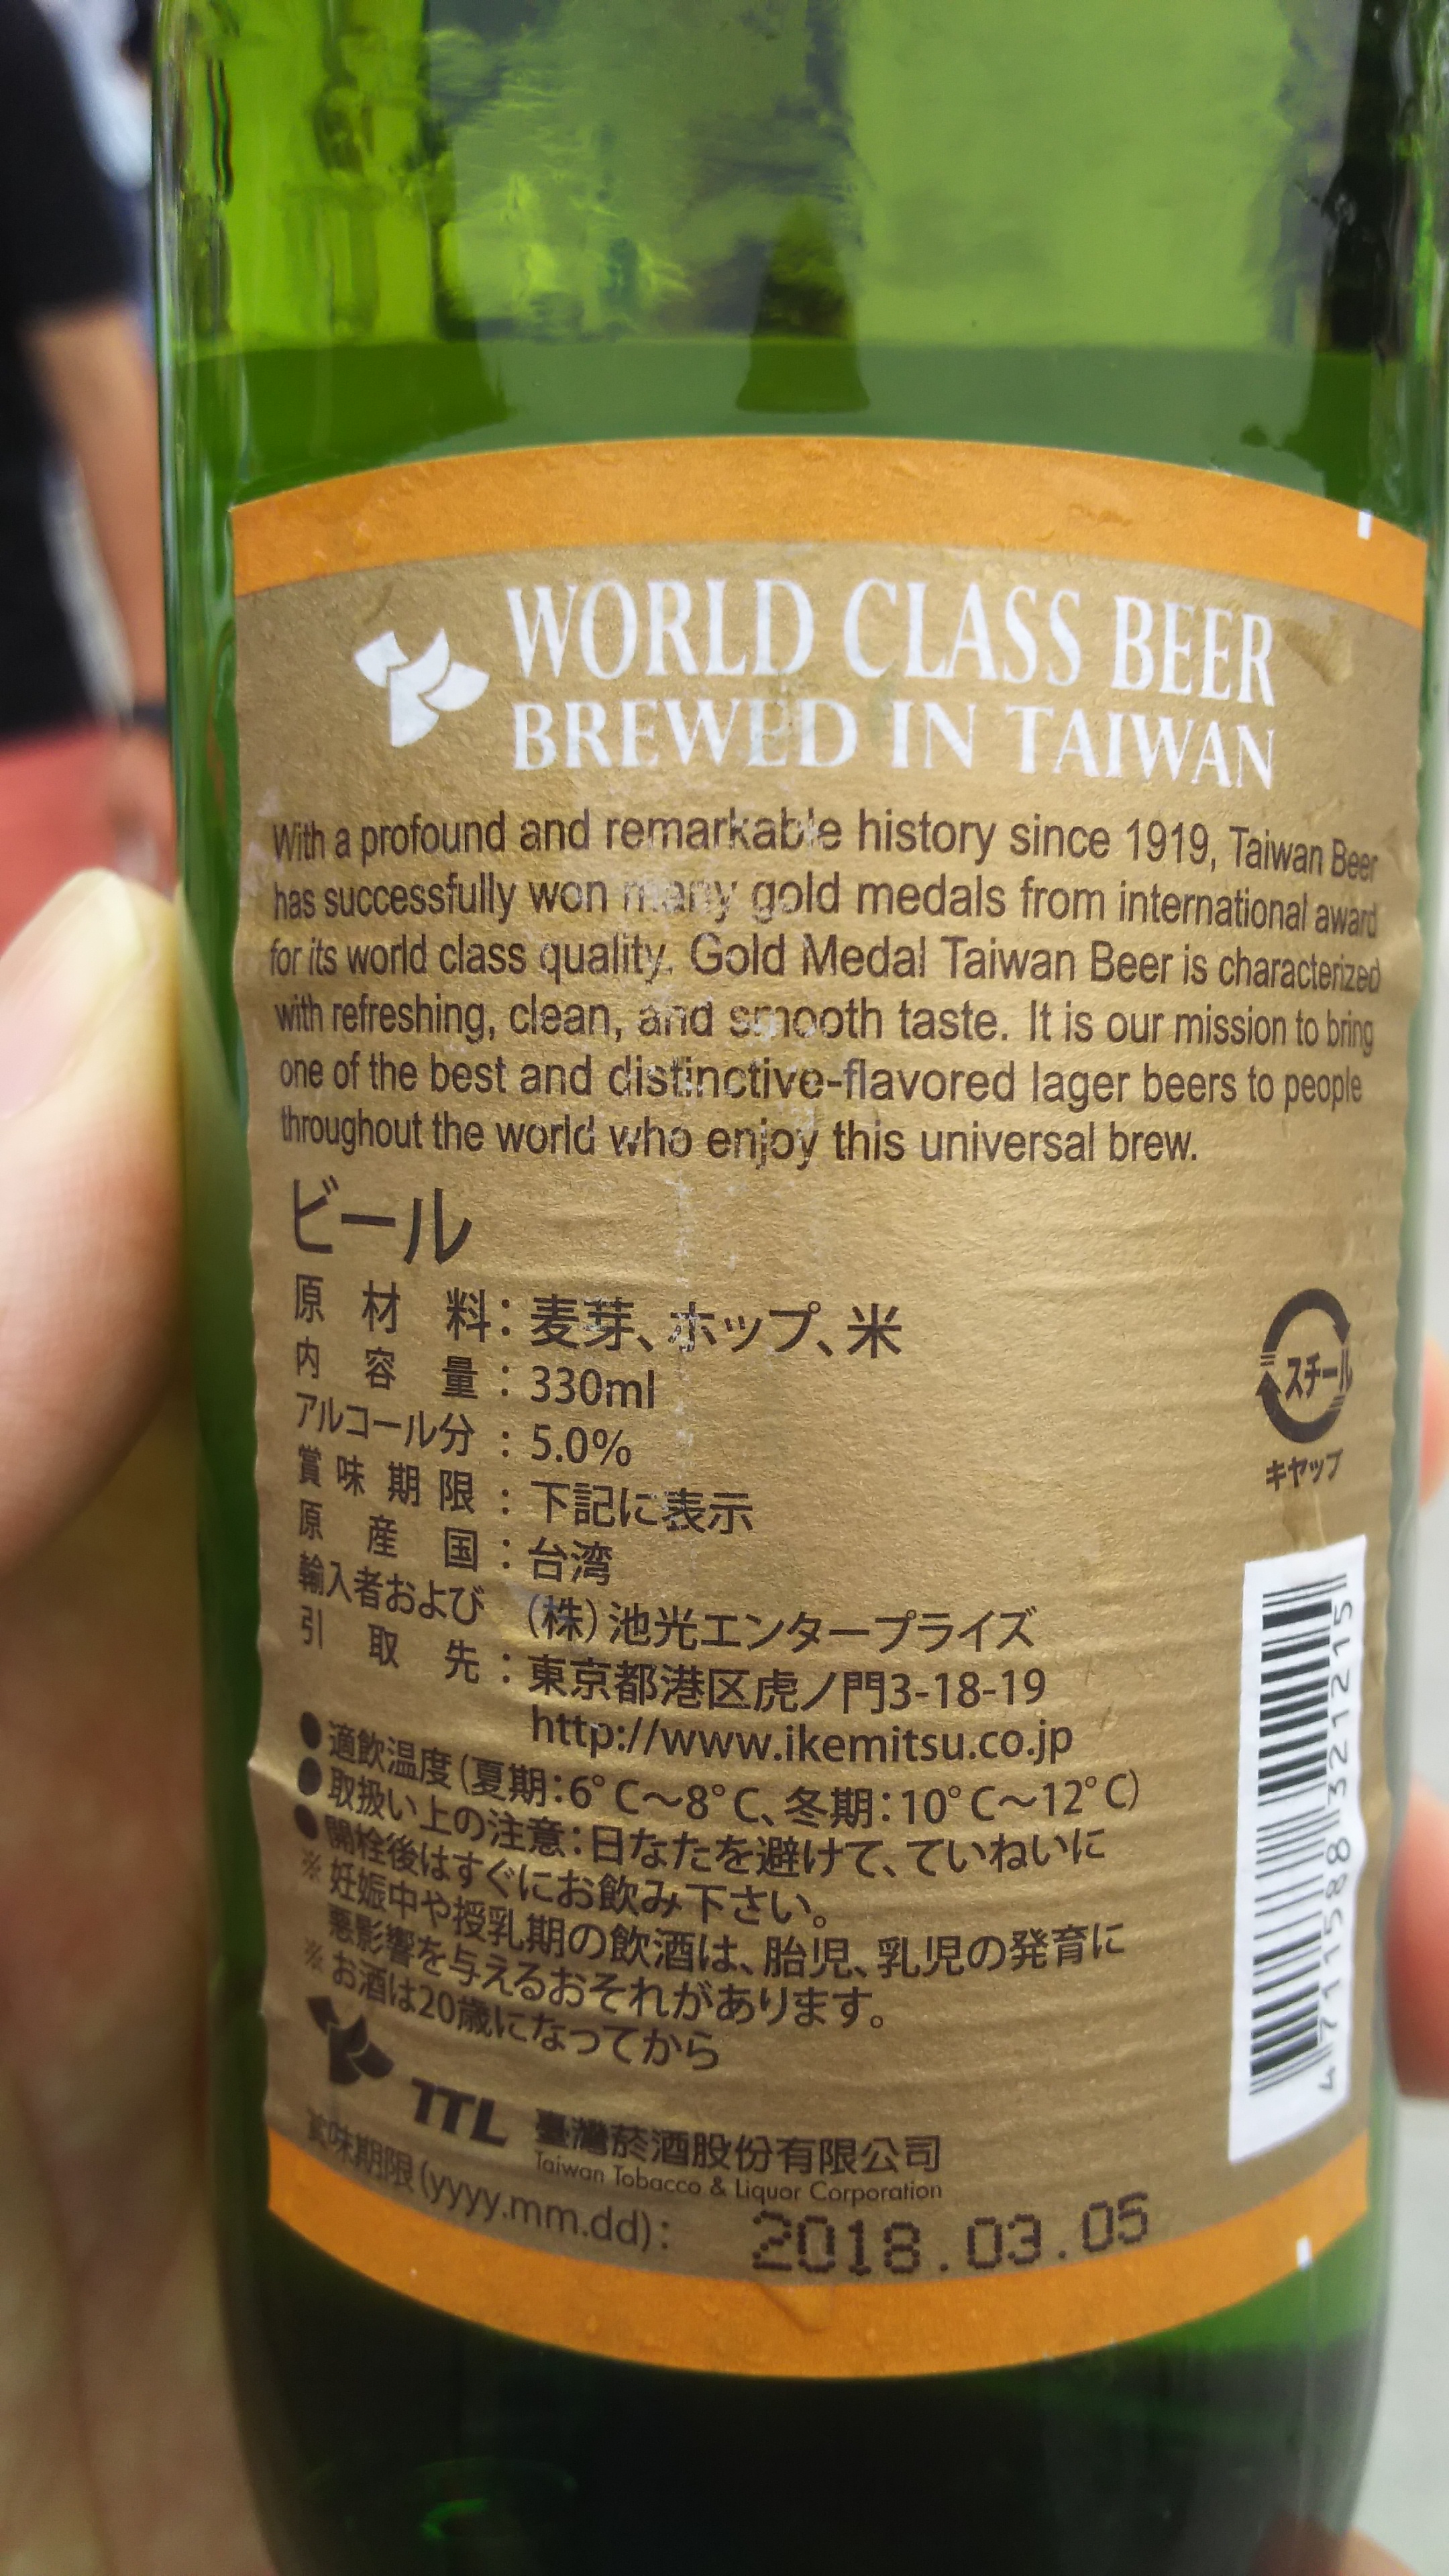 WORLD CLASS BEER
BREWED IN TAIWAN
With a profound and remarkable history since 1919, Taiwan Beer
has successfully won many gold medals from international award
for its world class quality. Gold Medal Taiwan Beer is characterized
with refreshing, clean, and smooth taste. It is our mission to bring
one of the best and distinctive-flavored lager beers to people
throughout the world who enjoy this universal brew.
ビール
原材料：麦芽、ホップ、米
内容量：330ml
アルコール分：5.0%
賞味期限：下記に表示
原産国：台湾
輸入者および (株)池光エンタープライズ
引取先：東京都港区虎ノ門3-18-19
http://www.ikemitsu.co.jp
●適飲温度(夏期：6°C～8°C、冬期：10°C～12°C)
●取扱い上の注意：日なたを避けて、ていねいに
●開栓後はすぐにお飲み下さい。
※妊娠中や授乳期の飲酒は、胎児、乳児の発育に
悪影響を与えるおそれがあります。
※お酒は20歳になってから
TTL 臺灣菸酒股份有限公司
Taiwan Tobacco & Liquor Corporation
賞味期限(yyyy.mm.dd)： 2018.03.05
スチール
キャップ
4711588321215